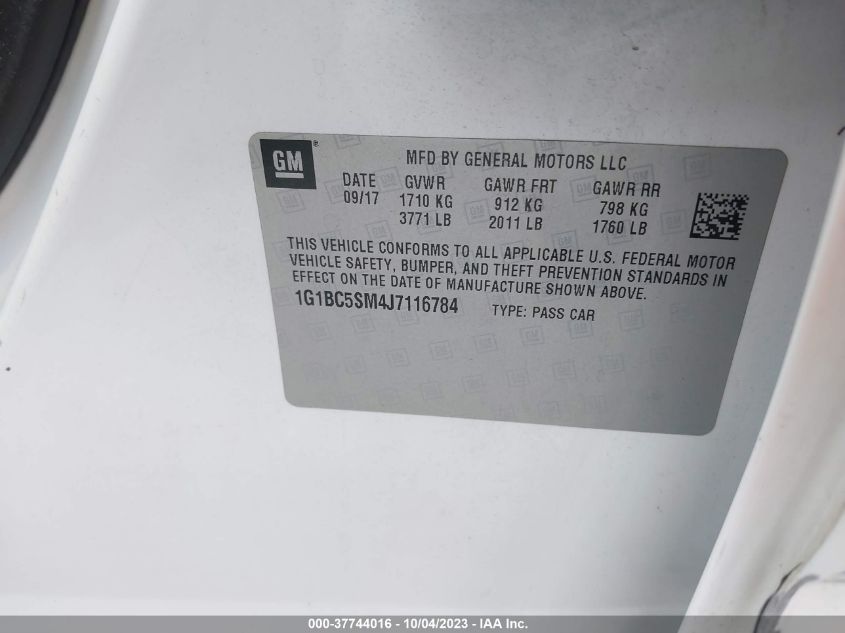 GM ®
MFD BY GENERAL MOTORS LLC
DATE GVWR GAWR FRT GAWR RR
09/17 1710 KG 912 KG 798 KG
3771 LB 2011 LB 1760 LB
THIS VEHICLE CONFORMS TO ALL APPLICABLE U.S. FEDERAL MOTOR
VEHICLE SAFETY, BUMPER, AND THEFT PREVENTION STANDARDS IN
EFFECT ON THE DATE OF MANUFACTURE SHOWN ABOVE.
1G1BC5SM4J7116784 TYPE: PASS CAR
000-37744016 - 10/04/2023 - IAA Inc.